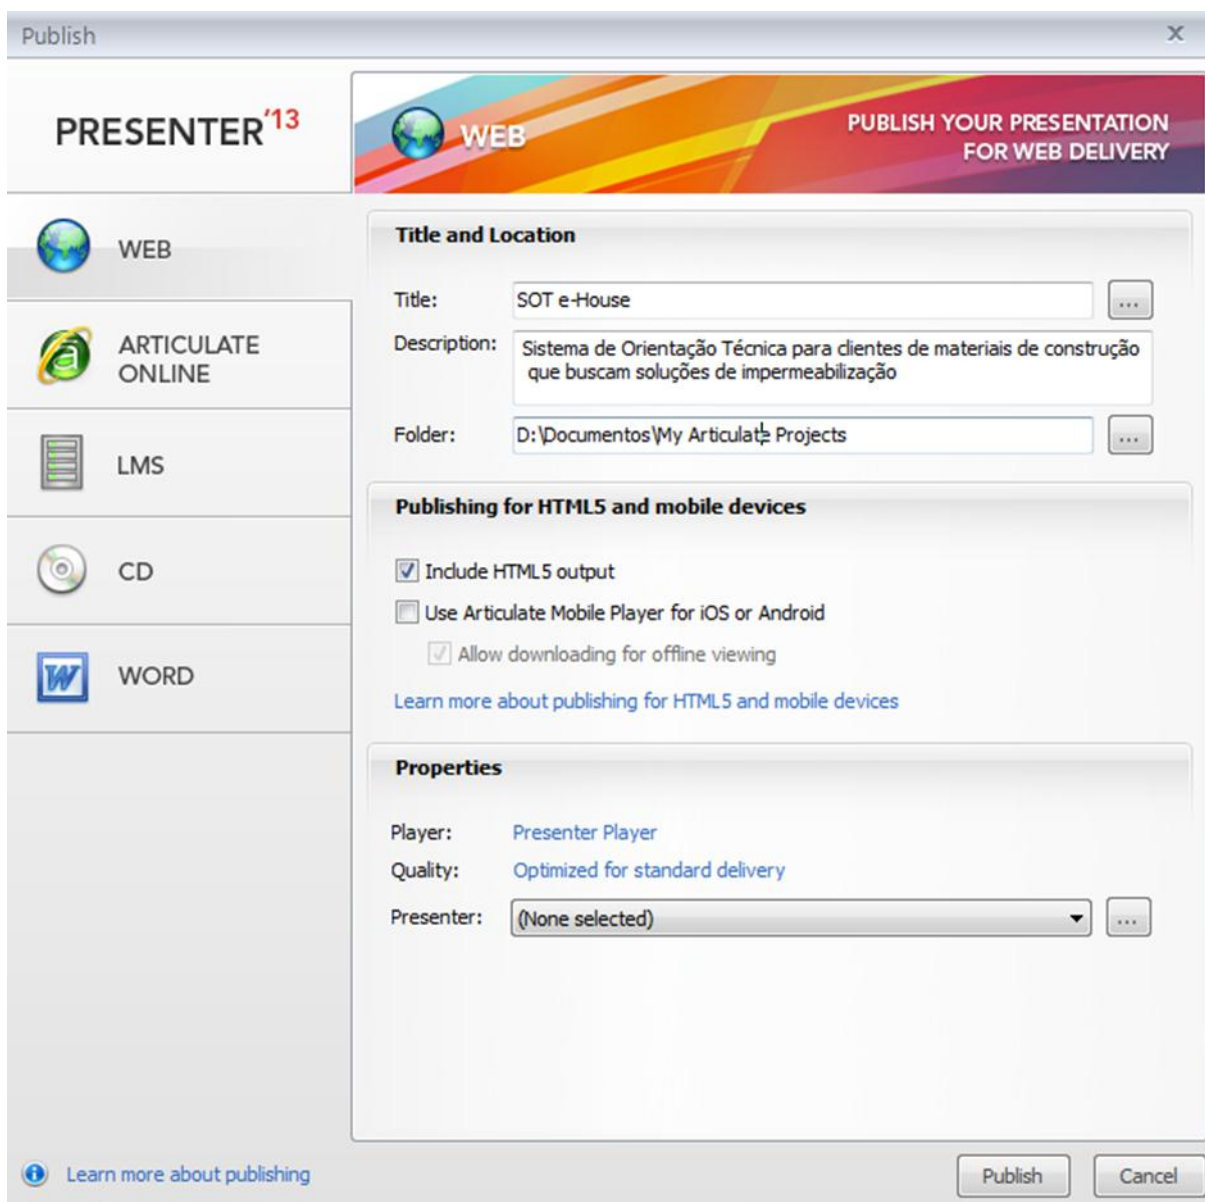 Publish
PRESENTER'13
WEB
PUBLISH YOUR PRESENTATION
FOR WEB DELIVERY
WEB
ARTICULATE
ONLINE
LMS
CD
WORD
Title and Location
Title:
SOT e-House
...
Description:
Sistema de Orientação Técnica para clientes de materiais de construção
que buscam soluções de impermeabilização
Folder:
D:\Documentos\My Articulate Projects
...
Publishing for HTML5 and mobile devices
Include HTML5 output
Use Articulate Mobile Player for iOS or Android
Allow downloading for offline viewing
Learn more about publishing for HTML5 and mobile devices
Properties
Player:
Presenter Player
Quality:
Optimized for standard delivery
Presenter:
(None selected)
...
Learn more about publishing
Publish
Cancel